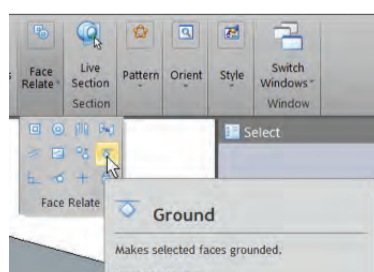 Face Relate
Live Section
Pattern
Orient
Style
Switch Windows
Section
Window
Select
Face Relate
Ground
Makes selected faces grounded.